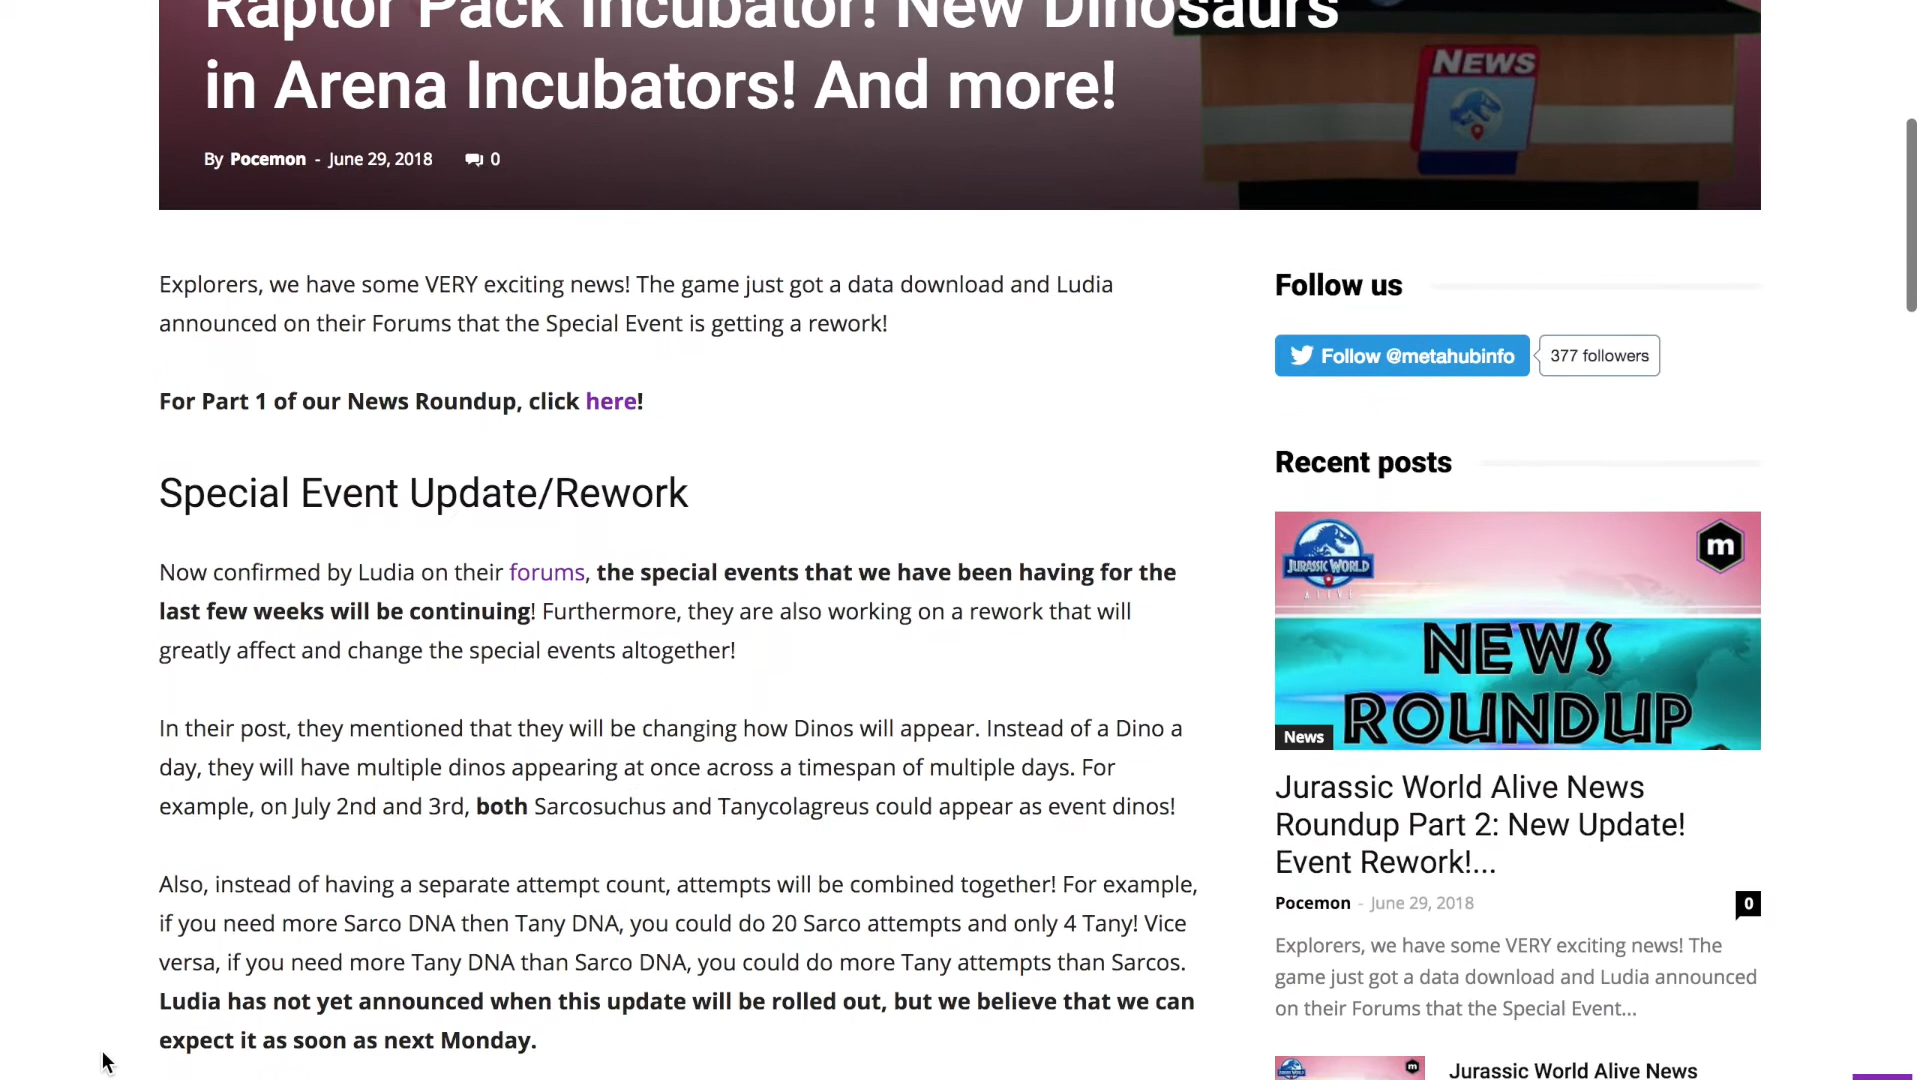 Raptor Pack Incubator! New Dinosaurs
in Arena Incubators! And more!
By Pocemon - June 29, 2018 0
NEWS
Explorers, we have some VERY exciting news! The game just got a data download and Ludia
announced on their Forums that the Special Event is getting a rework!
For Part 1 of our News Roundup, click here!
Special Event Update/Rework
Now confirmed by Ludia on their forums, the special events that we have been having for the
last few weeks will be continuing! Furthermore, they are also working on a rework that will
greatly affect and change the special events altogether!
In their post, they mentioned that they will be changing how Dinos will appear. Instead of a Dino a
day, they will have multiple dinos appearing at once across a timespan of multiple days. For
example, on July 2nd and 3rd, both Sarcosuchus and Tanycolagreus could appear as event dinos!
Also, instead of having a separate attempt count, attempts will be combined together! For example,
if you need more Sarco DNA then Tany DNA, you could do 20 Sarco attempts and only 4 Tany! Vice
versa, if you need more Tany DNA than Sarco DNA, you could do more Tany attempts than Sarcos.
Ludia has not yet announced when this update will be rolled out, but we believe that we can
expect it as soon as next Monday.
Follow us
Follow @metahubinfo
377 followers
Recent posts
JURASSIC WORLD
ALIVE
m
NEWS
ROUNDUP
News
Jurassic World Alive News
Roundup Part 2: New Update!
Event Rework!...
Pocemon - June 29, 2018
0
Explorers, we have some VERY exciting news! The
game just got a data download and Ludia announced
on their Forums that the Special Event...
m
Jurassic World Alive News